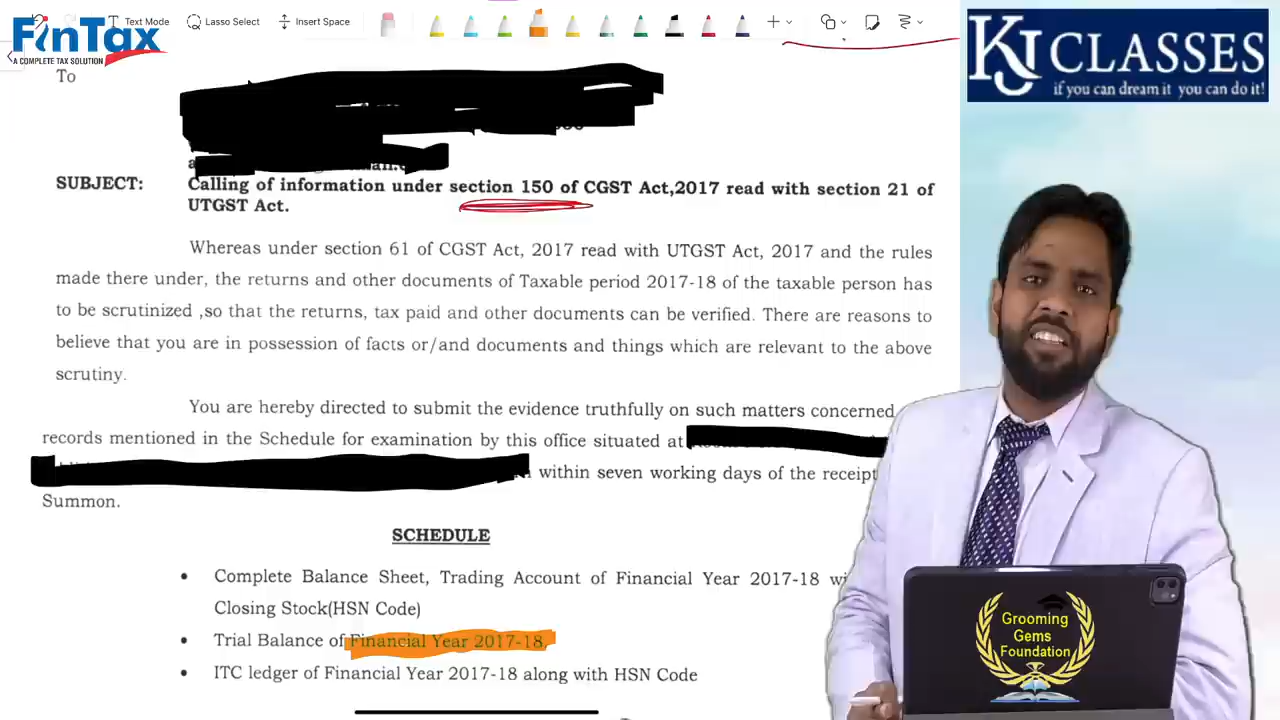 Text Mode
Lasso Select
Insert Space
FinTax
A COMPLETE TAX SOLUTION
KJ CLASSES
if you can dream it you can do it!
To
SUBJECT: Calling of information under section 150 of CGST Act,2017 read with section 21 of
UTGST Act.
Whereas under section 61 of CGST Act, 2017 read with UTGST Act, 2017 and the rules
made there under, the returns and other documents of Taxable period 2017-18 of the taxable person has
to be scrutinized ,so that the returns, tax paid and other documents can be verified. There are reasons to
believe that you are in possession of facts or/and documents and things which are relevant to the above
scrutiny.
You are hereby directed to submit the evidence truthfully on such matters concerned
records mentioned in the Schedule for examination by this office situated at
within seven working days of the receipt
Summon.
SCHEDULE
• Complete Balance Sheet, Trading Account of Financial Year 2017-18
Closing Stock(HSN Code)
• Trial Balance of Financial Year 2017-18,
• ITC ledger of Financial Year 2017-18 along with HSN Code
Grooming
Gems
Foundation